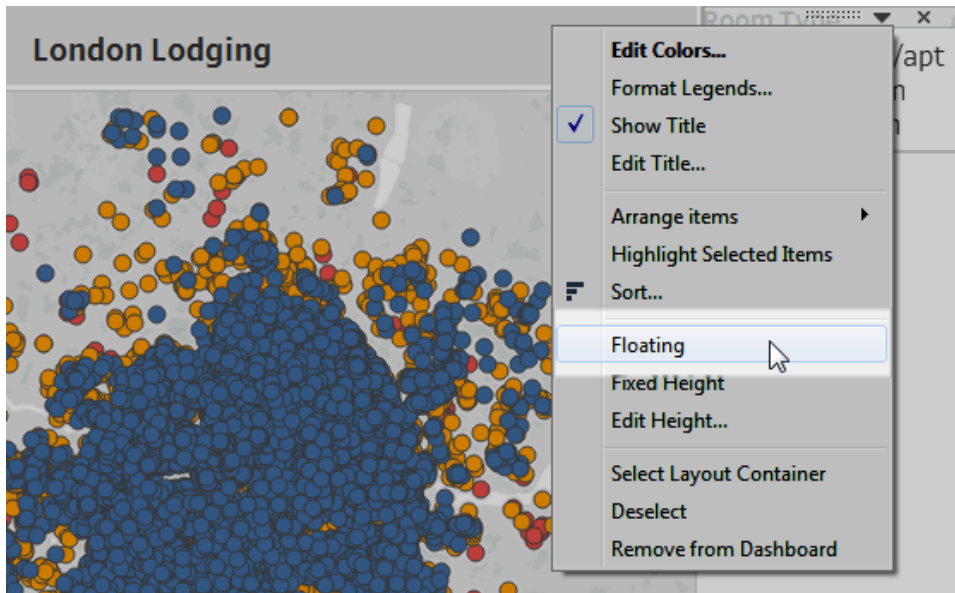 Room Type
London Lodging
/apt
Edit Colors...
Format Legends...
Show Title
Edit Title...
Arrange items
Highlight Selected Items
Sort...
Floating
Fixed Height
Edit Height...
Select Layout Container
Deselect
Remove from Dashboard